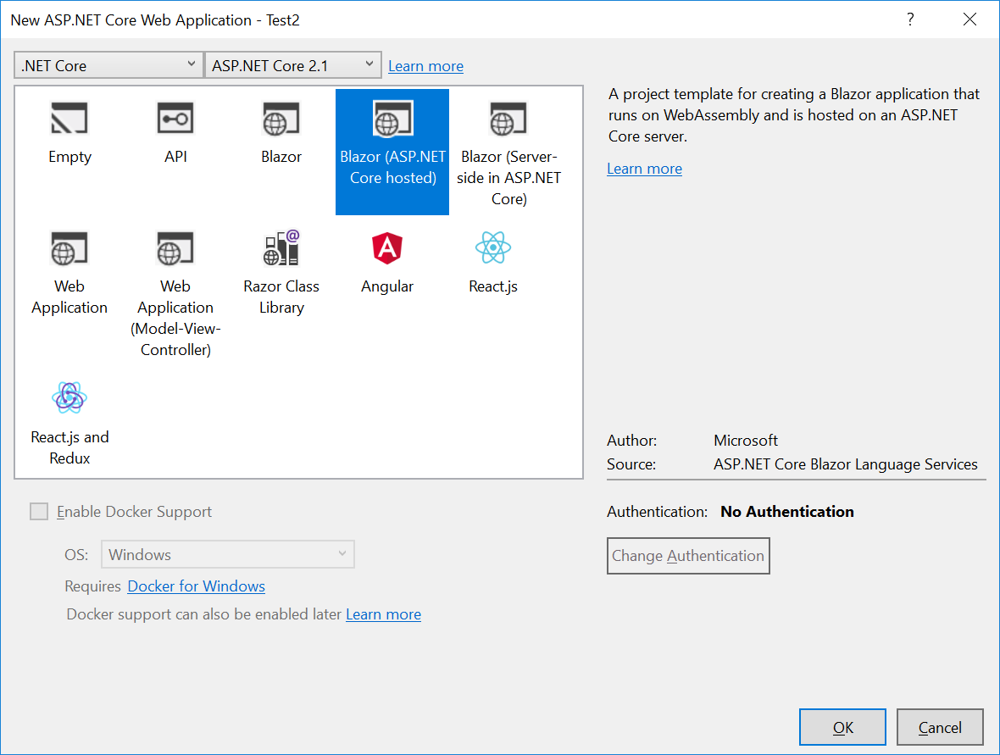 New ASP.NET Core Web Application - Test2
?
.NET Core
ASP.NET Core 2.1
Learn more
Empty
API
Blazor
Blazor (ASP.NET
Core hosted)
Blazor (Server-
side in ASP.NET
Core)
Web
Application
Web
Application
(Model-View-
Controller)
@
Razor Class
Library
A
Angular
React.js
React.js and
Redux
A project template for creating a Blazor application that
runs on WebAssembly and is hosted on an ASP.NET
Core server.
Learn more
Author: Microsoft
Source: ASP.NET Core Blazor Language Services
Authentication: No Authentication
Change Authentication
Enable Docker Support
OS: Windows
Requires Docker for Windows
Docker support can also be enabled later Learn more
OK
Cancel